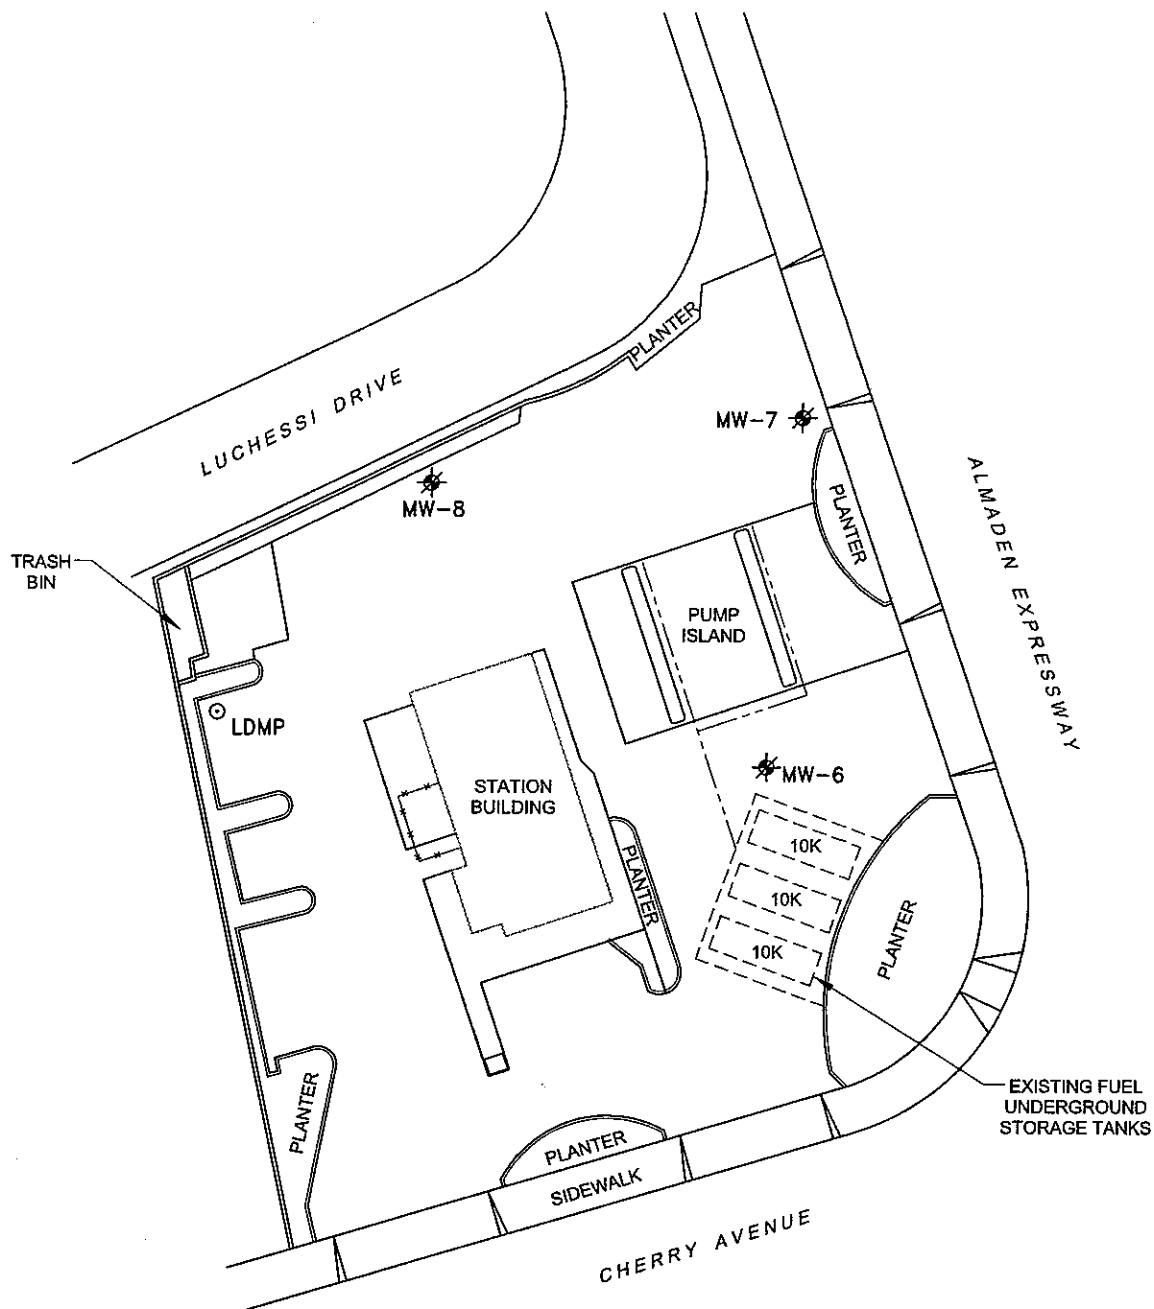 PLANTER
LUCHESSI DRIVE
MW-7
MW-8
ALMADEN EXPRESSWAY
PLANTER
TRASH
BIN
PUMP
ISLAND
LDMP
MW-6
STATION
BUILDING
10K
PLANTER
10K
PLANTER
10K
EXISTING FUEL
UNDERGROUND
STORAGE TANKS
PLANTER
PLANTER
SIDEWALK
CHERRY AVENUE